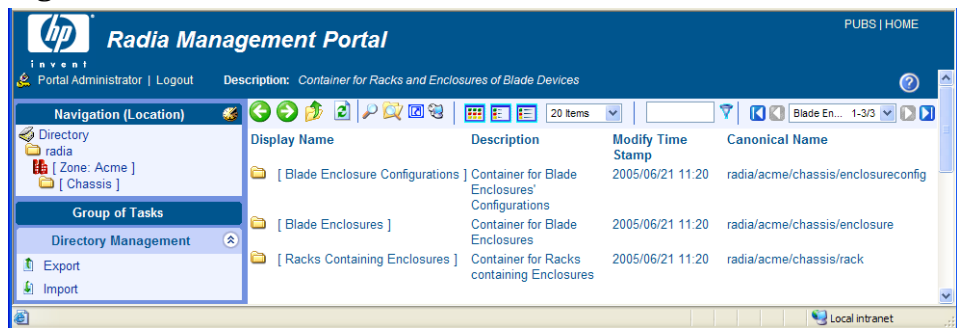 hp
invent
Radia Management Portal
PUBS | HOME
Portal Administrator | Logout
Description: Container for Racks and Enclosures of Blade Devices
Navigation (Location)
Directory
radia
[ Zone: Acme ]
[ Chassis ]
Group of Tasks
Directory Management
Export
Import
20 Items
Blade En... 1-3/3
Display Name Description Modify Time Stamp Canonical Name
[ Blade Enclosure Configurations ] Container for Blade Enclosures' Configurations 2005/06/21 11:20 radia/acme/chassis/enclosureconfig
[ Blade Enclosures ] Container for Blade Enclosures 2005/06/21 11:20 radia/acme/chassis/enclosure
[ Racks Containing Enclosures ] Container for Racks containing Enclosures 2005/06/21 11:20 radia/acme/chassis/rack
Local intranet